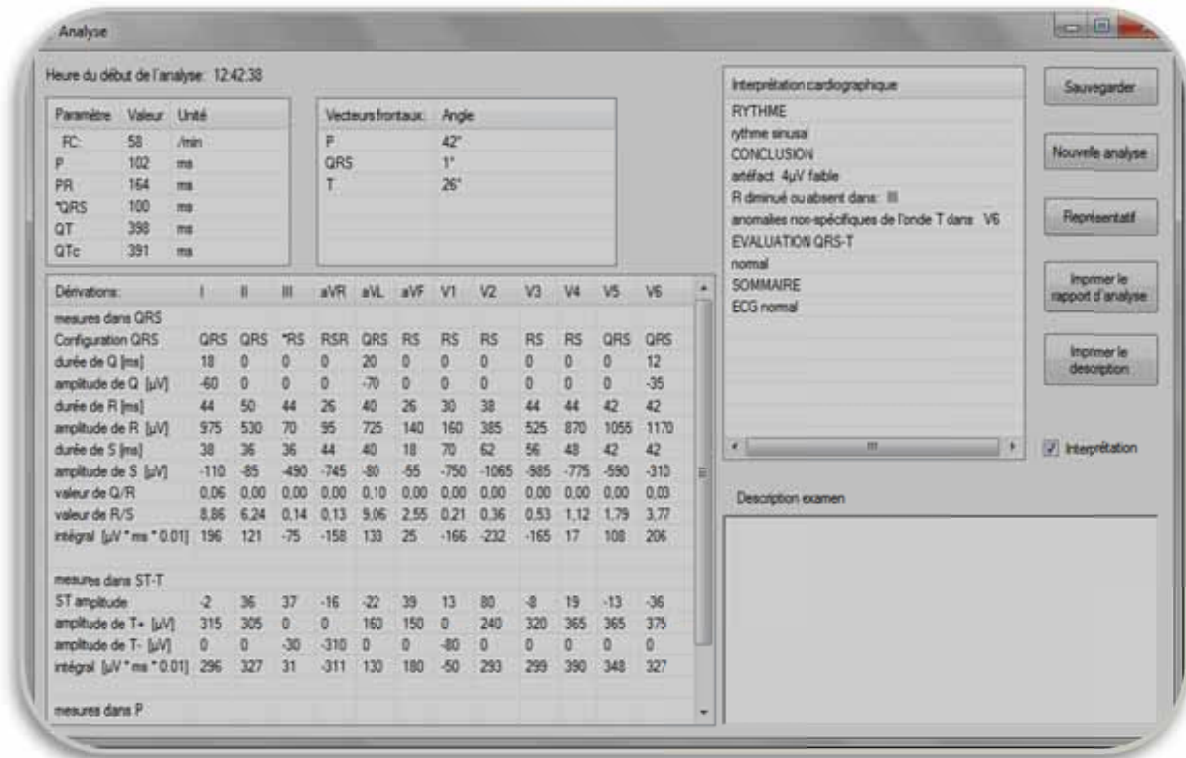 Analyse
Heure du début de l'analyse: 12:42:38
Paramètre Valeur Unité
FC: 58 /min
P 102 ms
PR 164 ms
*QRS 100 ms
QT 398 ms
QTc 391 ms
Vecteurs frontaux: Angle
P 42°
QRS 1°
T 26°
Interprétation cardiographique
RYTHME
rythme sinusal
CONCLUSION
artéfact 4µV faible
R diminué ou absent dans: III
anomalies non-spécifiques de l'onde T dans V6
EVALUATION QRS-T
normal
SOMMAIRE
ECG normal
Sauvegarder
Nouvelle analyse
Représentatif
Imprimer le
rapport d'analyse
Imprimer le
description
Interprétation
Description examen
Dérivations: I II III aVR aVL aVF V1 V2 V3 V4 V5 V6
mesures dans QRS
Configuration QRS QRS QRS *RS RSR QRS RS RS RS RS RS QRS QRS
durée de Q [ms] 18 0 0 0 20 0 0 0 0 0 0 12
amplitude de Q [µV] -60 0 0 0 -70 0 0 0 0 0 0 -35
durée de R [ms] 44 50 44 26 40 26 30 38 44 44 42 42
amplitude de R [µV] 975 530 70 95 725 140 160 385 525 870 1055 1170
durée de S [ms] 38 36 36 44 40 18 70 62 56 48 42 42
amplitude de S [µV] -110 -85 -490 -745 -80 -55 -750 -1065 -985 -775 -590 -310
valeur de Q/R 0,06 0,00 0,00 0,00 0,10 0,00 0,00 0,00 0,00 0,00 0,00 0,03
valeur de R/S 8,86 6,24 0,14 0,13 9,06 2,55 0,21 0,36 0,53 1,12 1,79 3,77
intégral [µV * ms * 0.01] 196 121 -75 -158 133 25 -166 -232 -165 17 108 206
mesures dans ST-T
ST amplitude -2 36 37 -16 -22 39 13 80 -8 19 -13 -36
amplitude de T+ [µV] 315 305 0 0 160 150 0 240 320 365 365 375
amplitude de T- [µV] 0 0 -30 -310 0 0 -80 0 0 0 0 0
intégral [µV * ms * 0.01] 296 327 31 -311 130 180 -50 293 299 390 348 327
mesures dans P